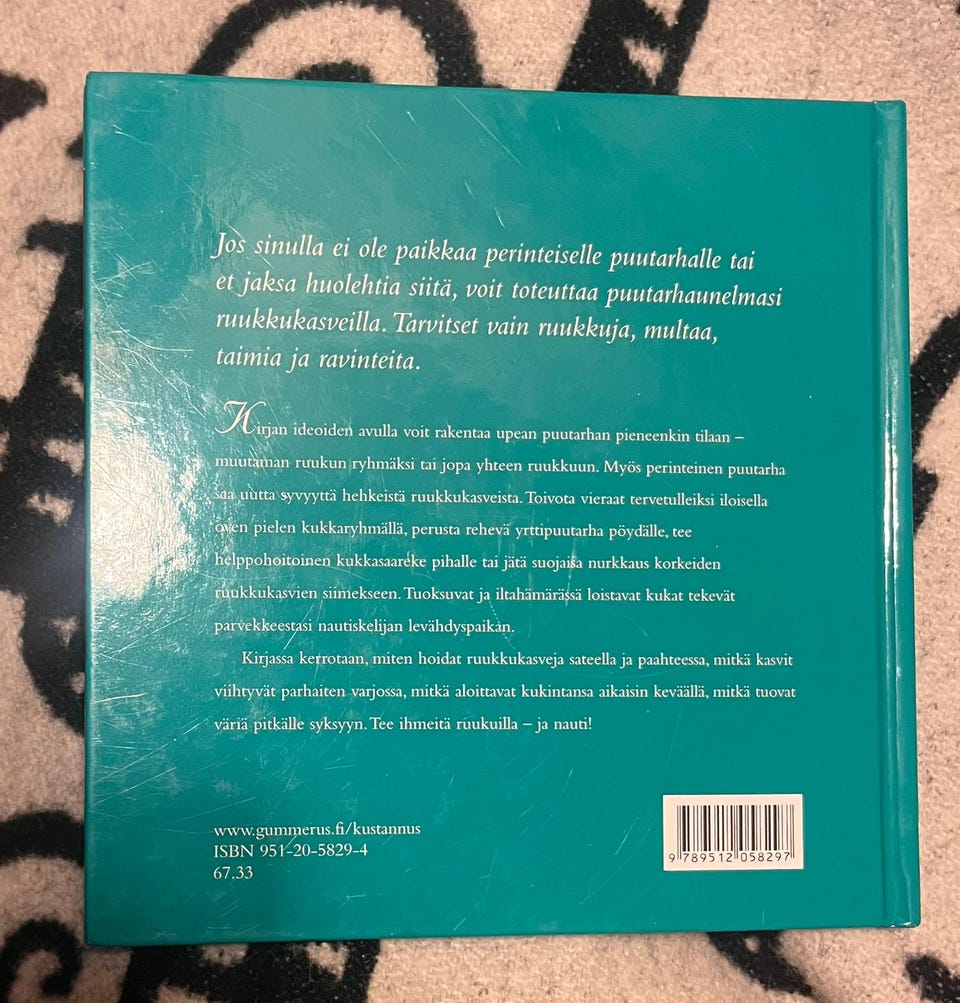 Jos sinulla ei ole paikkaa perinteiselle puutarhalle tai
et jaksa huolehtia siitä, voit toteuttaa puutarhaunelmasi
ruukkukasveilla. Tarvitset vain ruukkuja, multaa,
taimia ja ravinteita.
Kirjan ideoiden avulla voit rakentaa upean puutarhan pieneenkin tilaan –
muutaman ruukun ryhmäksi tai jopa yhteen ruukkuun. Myös perinteinen puutarha
saa uutta syvyyttä hehkeistä ruukkukasveista. Toivota vieraat tervetulleiksi iloisella
oven pielen kukkaryhmällä, perusta rehevä yrttipuutarha pöydälle, tee
helppohoitoinen kukkasaareke pihalle tai jätä suojaisa nurkkaus korkeiden
ruukkukasvien siimekseen. Tuoksuvat ja iltahämärässä loistavat kukat tekevät
parvekkeestasi nautiskelijan levähdyspaikan.
Kirjassa kerrotaan, miten hoidat ruukkukasveja sateella ja paahteessa, mitkä kasvit
viihtyvät parhaiten varjossa, mitkä aloittavat kukintansa aikaisin keväällä, mitkä tuovat
väriä pitkälle syksyyn. Tee ihmeitä ruukuilla – ja nauti!
www.gummerus.fi/kustannus
ISBN 951-20-5829-4
67.33
9 789512 058297